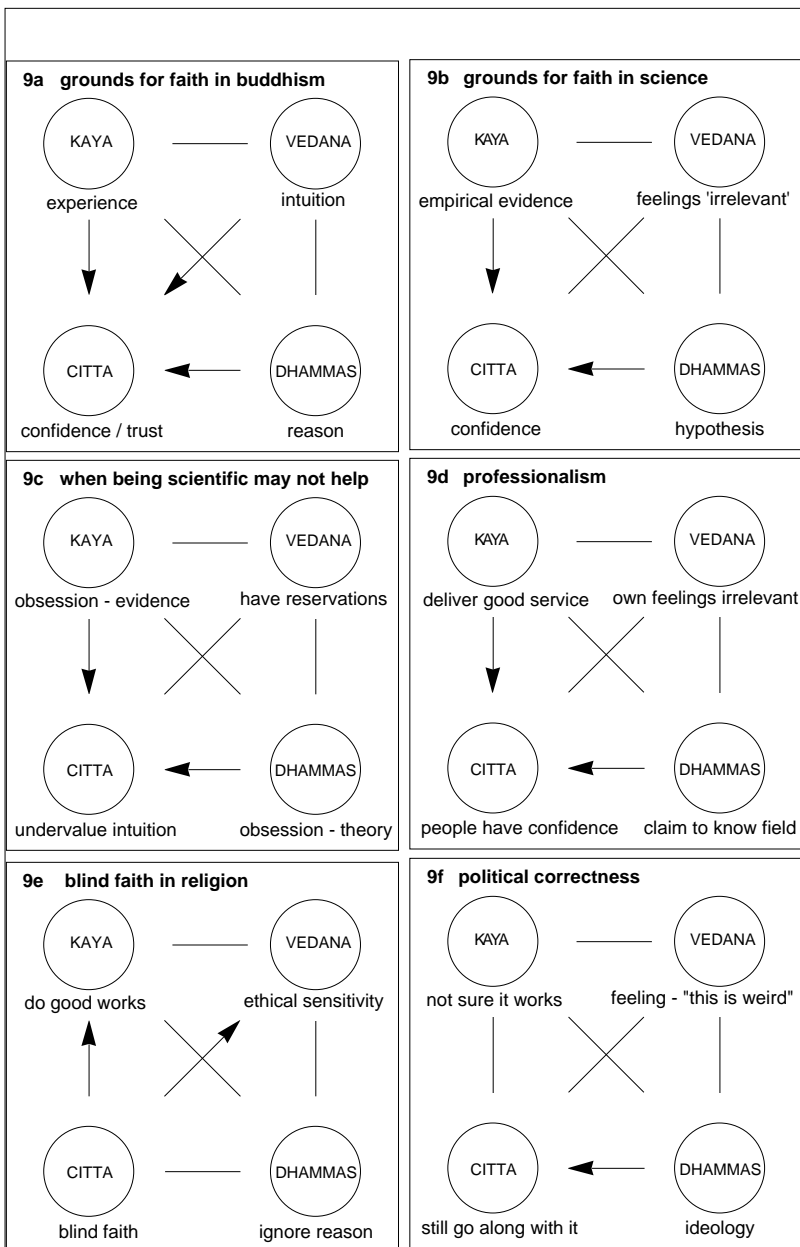 9a grounds for faith in buddhism
KAYA
VEDANA
experience
intuition
CITTA
DHAMMAS
confidence / trust
reason
9b grounds for faith in science
KAYA
VEDANA
empirical evidence
feelings 'irrelevant'
CITTA
DHAMMAS
confidence
hypothesis
9c when being scientific may not help
KAYA
VEDANA
obsession - evidence
have reservations
CITTA
DHAMMAS
undervalue intuition
obsession - theory
9d professionalism
KAYA
VEDANA
deliver good service
own feelings irrelevant
CITTA
DHAMMAS
people have confidence
claim to know field
9e blind faith in religion
KAYA
VEDANA
do good works
ethical sensitivity
CITTA
DHAMMAS
blind faith
ignore reason
9f political correctness
KAYA
VEDANA
not sure it works
feeling - "this is weird"
CITTA
DHAMMAS
still go along with it
ideology